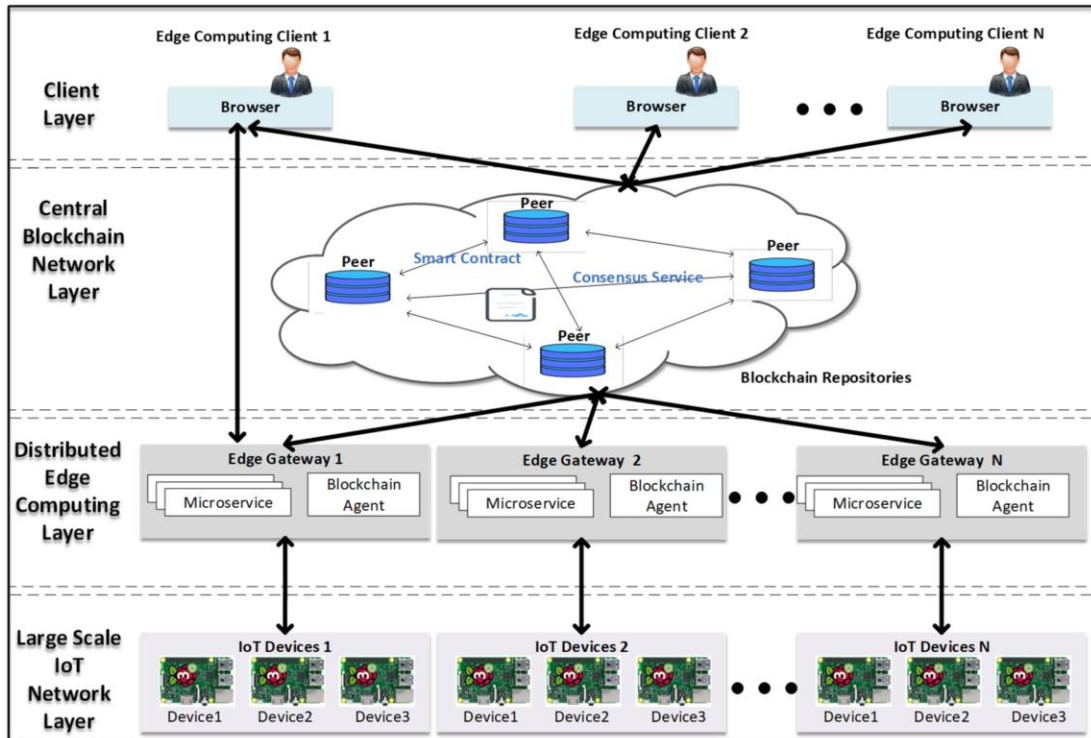 Edge Computing Client 1
Edge Computing Client 2
Edge Computing Client N
Client
Layer
Browser
Browser
Browser
Central
Blockchain
Network
Layer
Peer
Smart Contract
Peer
Consensus Service
Peer
Peer
Blockchain Repositories
Distributed
Edge
Computing
Layer
Edge Gateway 1
Microservice
Blockchain
Agent
Edge Gateway 2
Microservice
Blockchain
Agent
Edge Gateway N
Microservice
Blockchain
Agent
Large Scale
IoT
Network
Layer
IoT Devices 1
Device1
Device2
Device3
IoT Devices 2
Device1
Device2
Device3
IoT Devices N
Device1
Device2
Device3